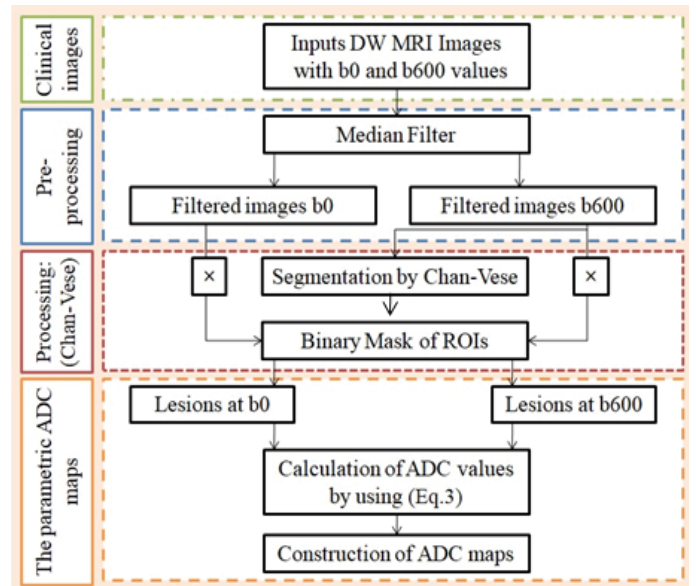 Clinical
images
Inputs DW MRI Images
with b0 and b600 values
Pre-
processing
Median Filter
Filtered images b0
Filtered images b600
Processing:
(Chan-Vese)
×
Segmentation by Chan-Vese
×
Binary Mask of ROIs
The parametric ADC
maps
Lesions at b0
Lesions at b600
Calculation of ADC values
by using (Eq.3)
Construction of ADC maps